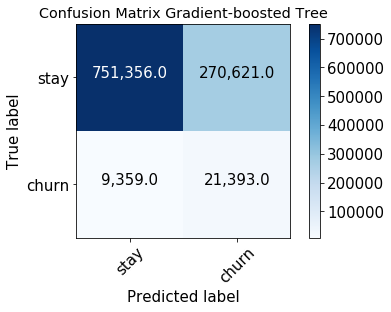 Confusion Matrix Gradient-boosted Tree
True label
stay
churn
751,356.0
270,621.0
9,359.0
21,393.0
stay
churn
Predicted label
700000
600000
500000
400000
300000
200000
100000